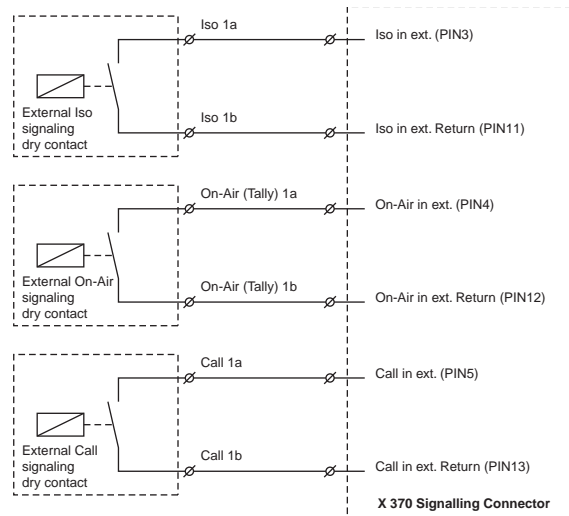 Iso 1a
Iso in ext. (PIN3)
External Iso
signaling
dry contact
Iso 1b
Iso in ext. Return (PIN11)
On-Air (Tally) 1a
On-Air in ext. (PIN4)
External On-Air
signaling
dry contact
On-Air (Tally) 1b
On-Air in ext. Return (PIN12)
Call 1a
Call in ext. (PIN5)
External Call
signaling
dry contact
Call 1b
Call in ext. Return (PIN13)
X 370 Signalling Connector